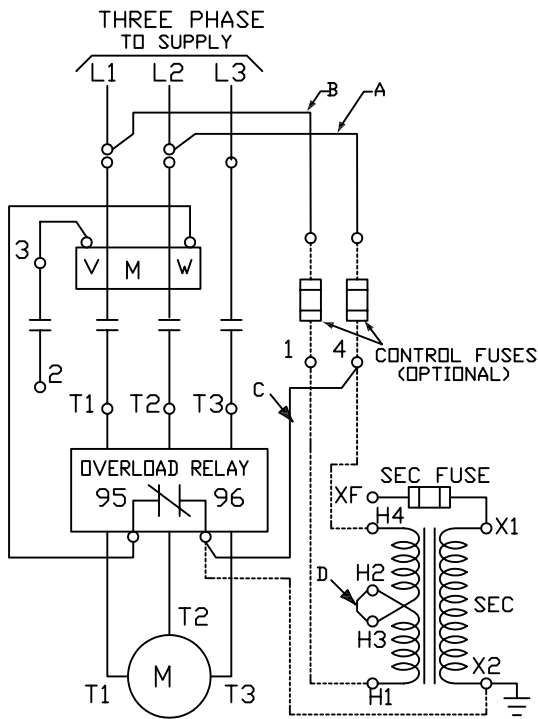 THREE PHASE
TO SUPPLY
L1 L2 L3
B A
3
V M W
2
1 4
CONTROL FUSES
(OPTIONAL)
T1 T2 T3
C
OVERLOAD RELAY
95 96
SEC FUSE
XF
H4 X1
D H2
SEC
H3
T2
X2
M
T1 T3
H1